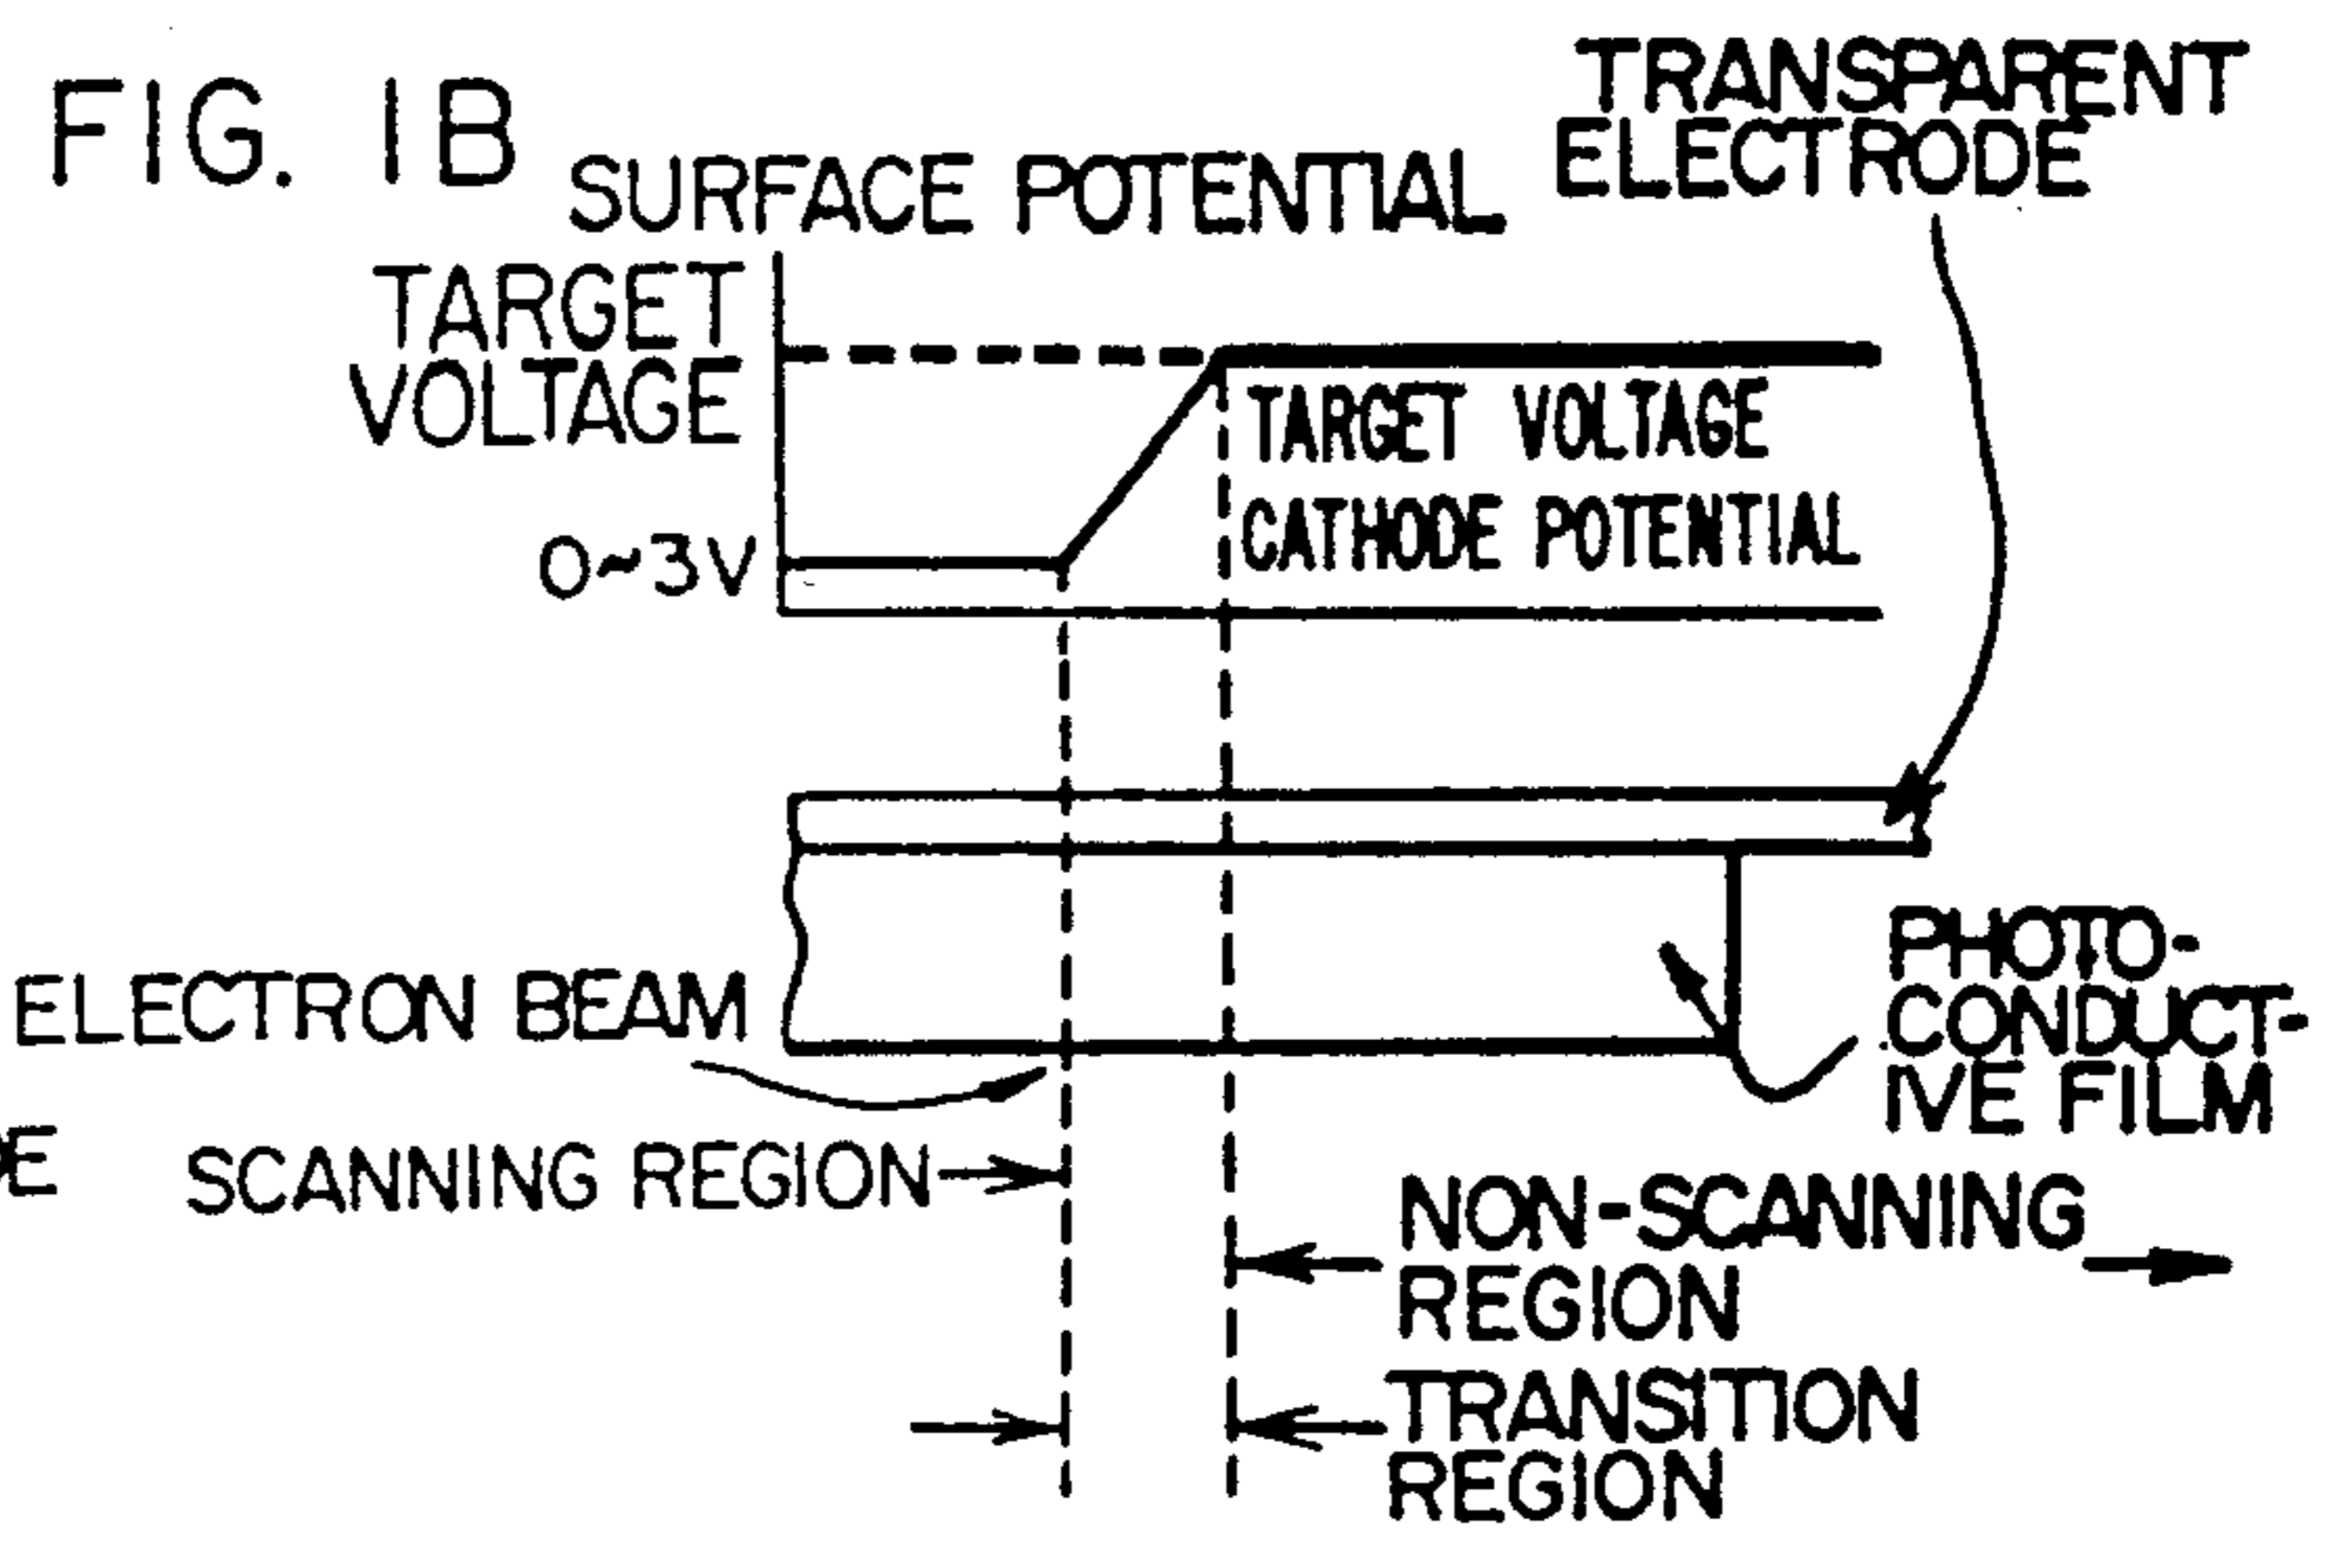 FIG. 1B
TRANSPARENT
ELECTRODE
SURFACE POTENTIAL
TARGET
VOLTAGE
TARGET VOLTAGE
CATHODE POTENTIAL
0~3V
PHOTO-
CONDUCT-
IVE FILM
ELECTRON BEAM
SCANNING REGION
NON-SCANNING
REGION
TRANSITION
REGION